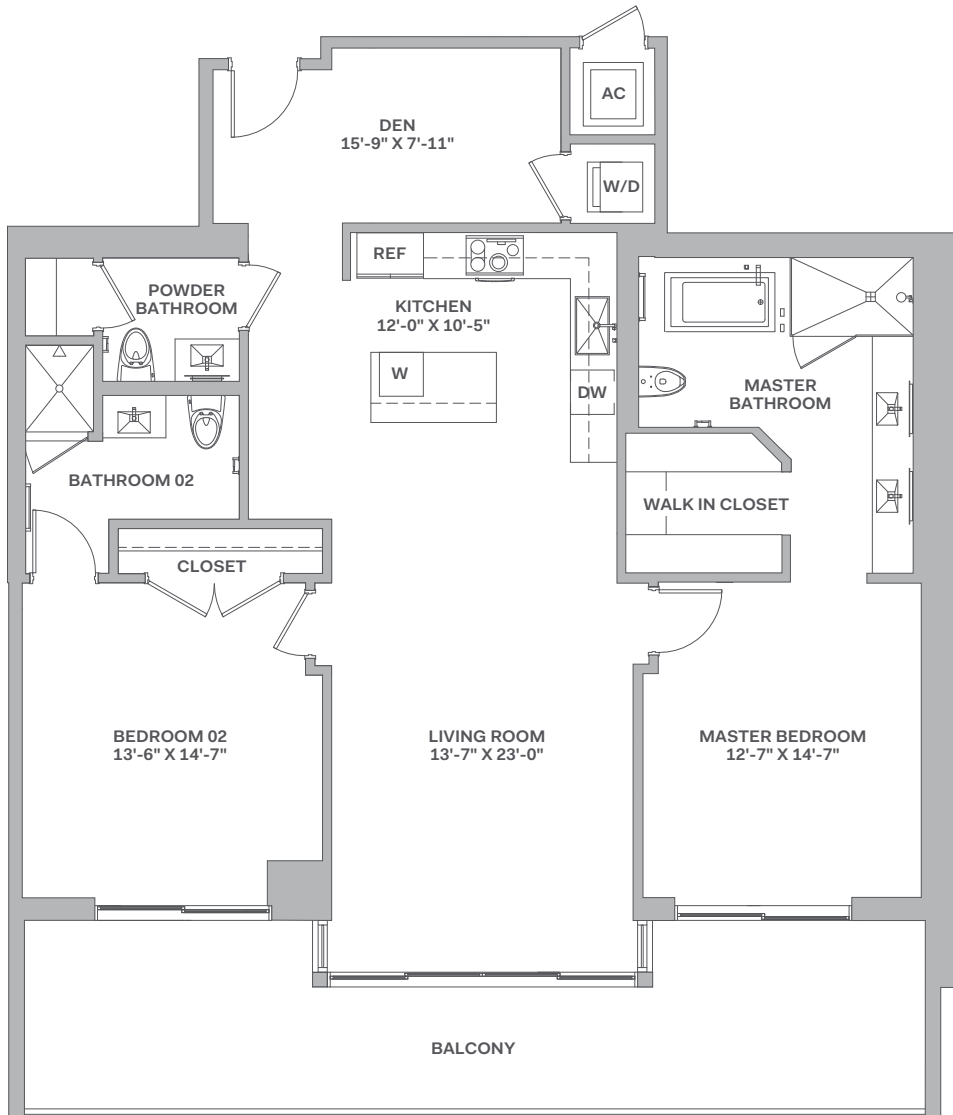 AC
DEN
15'-9" X 7'-11"
W/D
REF
POWDER
BATHROOM
KITCHEN
12'-0" X 10'-5"
W
DW
MASTER
BATHROOM
BATHROOM 02
WALK IN CLOSET
CLOSET
BEDROOM 02
13'-6" X 14'-7"
LIVING ROOM
13'-7" X 23'-0"
MASTER BEDROOM
12'-7" X 14'-7"
BALCONY